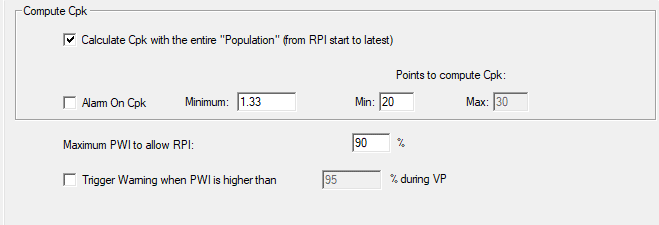 Compute Cpk
Calculate Cpk with the entire "Population" (from RPI start to latest)
Points to compute Cpk:
Alarm On Cpk Minimum: 1.33 Min: 20 Max: 30
Maximum PWI to allow RPI: 90 %
Trigger Warning when PWI is higher than 95 % during VP